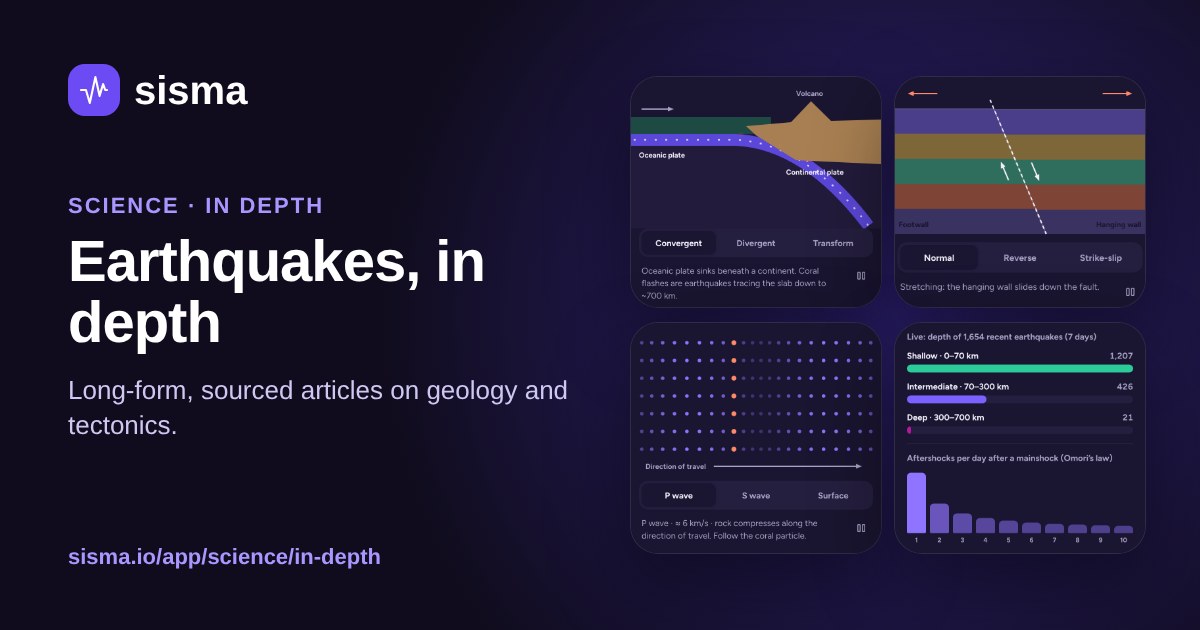 sisma
SCIENCE · IN DEPTH
Earthquakes, in
depth
Long-form, sourced articles on geology and
tectonics.
sisma.io/app/science/in-depth
Volcano
Oceanic plate
Continental plate
Convergent Divergent Transform
Oceanic plate sinks beneath a continent. Coral
flashes are earthquakes tracing the slab down to
~700 km.
Footwall Hanging wall
Normal Reverse Strike-slip
Stretching: the hanging wall slides down the fault.
Direction of travel
P wave S wave Surface
P wave · ≈ 6 km/s · rock compresses along the
direction of travel. Follow the coral particle.
Live: depth of 1,654 recent earthquakes (7 days)
Shallow · 0–70 km 1,207
Intermediate · 70–300 km 426
Deep · 300–700 km 21
Aftershocks per day after a mainshock (Omori's law)
1 2 3 4 5 6 7 8 9 10